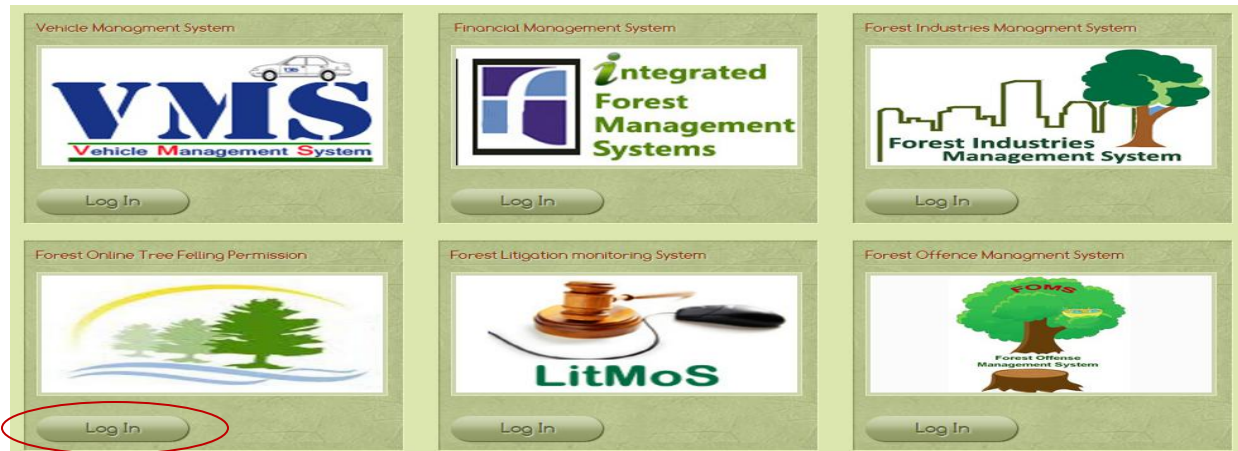 Vehicle Managment System
Financial Management System
Forest Industries Managment System
VMS
Vehicle Management System
integrated
Forest
Management
Systems
Forest Industries
Management System
Log In
Log In
Log In
Forest Online Tree Felling Permission
Forest Litigation monitoring System
Forest Offence Managment System
LitMoS
FOMS
Forest Offense
Management System
Log In
Log In
Log In